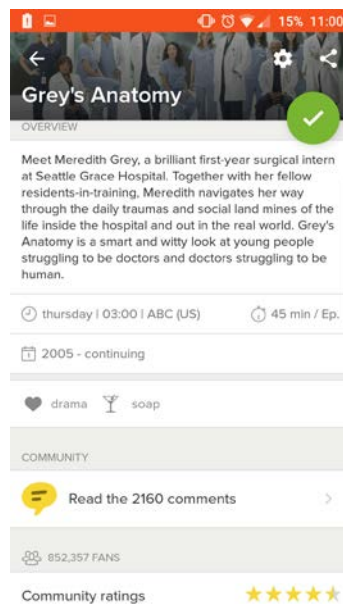 15% 11:00
Grey's Anatomy
OVERVIEW
Meet Meredith Grey, a brilliant first-year surgical intern
at Seattle Grace Hospital. Together with her fellow
residents-in-training, Meredith navigates her way
through the daily traumas and social land mines of the
life inside the hospital and out in the real world. Grey's
Anatomy is a smart and witty look at young people
struggling to be doctors and doctors struggling to be
human.
thursday | 03:00 | ABC (US) 45 min / Ep.
2005 - continuing
drama soap
COMMUNITY
Read the 2160 comments
852,357 FANS
Community ratings